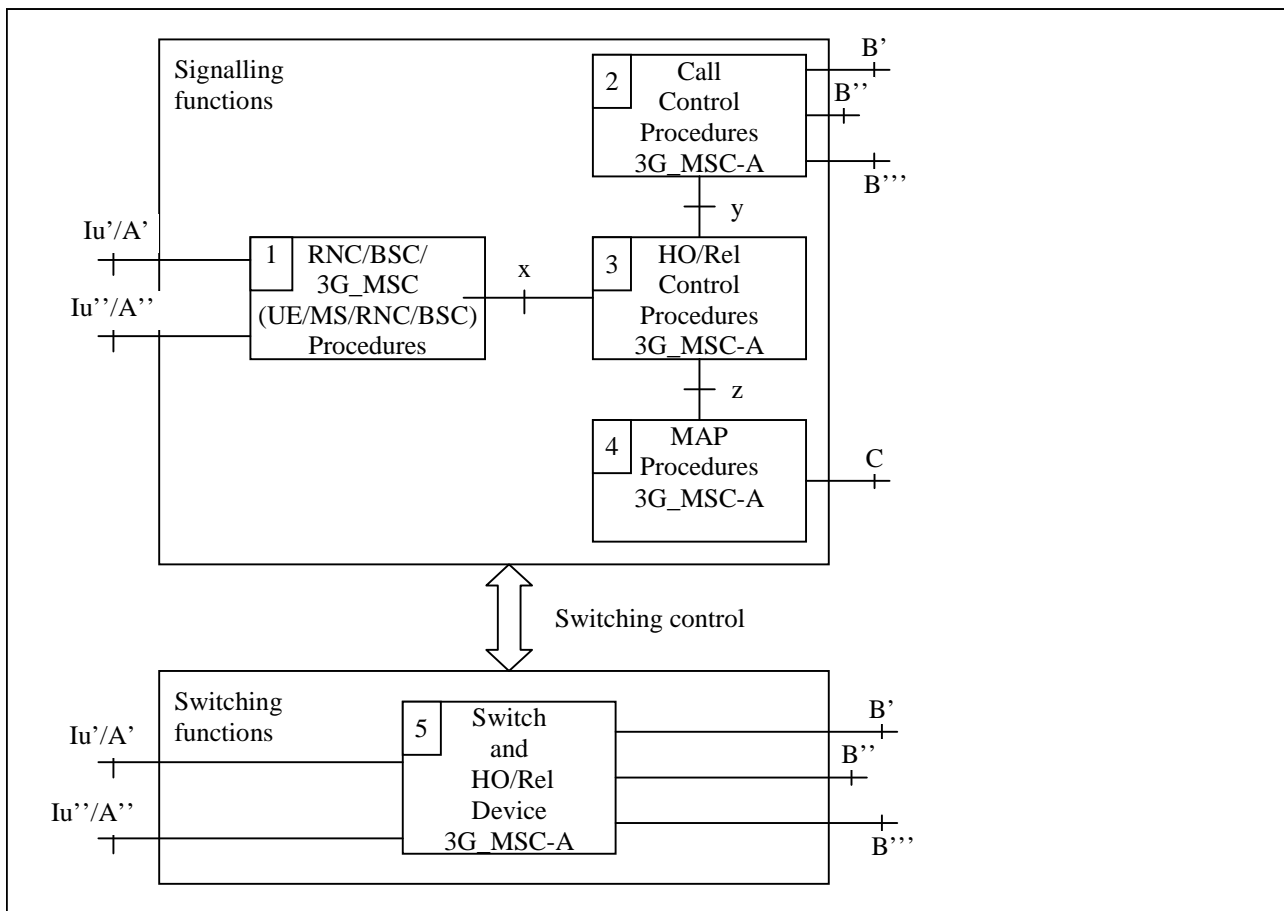 Signalling
functions
2
Call
Control
Procedures
3G_MSC-A
B'
B''
B'''
y
Iu'/A'
Iu''/A''
1
RNC/BSC/
3G_MSC
(UE/MS/RNC/BSC)
Procedures
x
3
HO/Rel
Control
Procedures
3G_MSC-A
z
4
MAP
Procedures
3G_MSC-A
C
Switching control
Switching
functions
Iu'/A'
Iu''/A''
5
Switch
and
HO/Rel
Device
3G_MSC-A
B'
B''
B'''